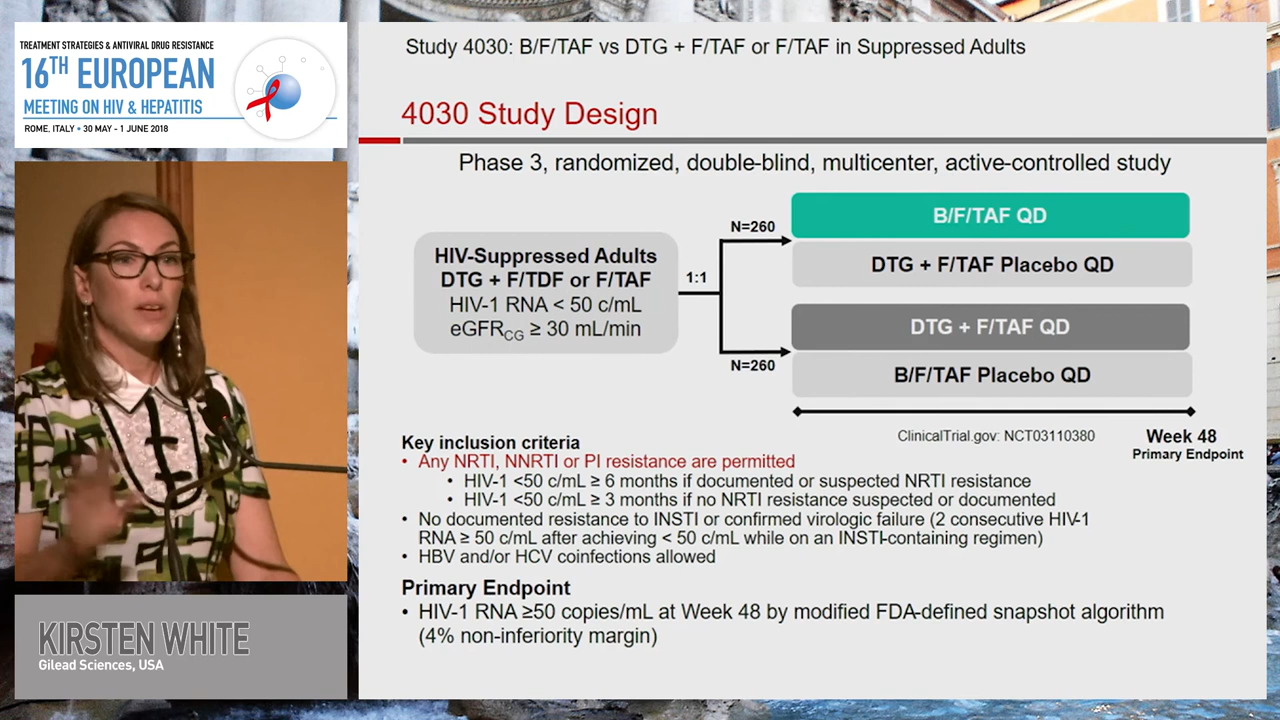 TREATMENT STRATEGIES & ANTIVIRAL DRUG RESISTANCE
16TH EUROPEAN
MEETING ON HIV & HEPATITIS
ROME, ITALY • 30 MAY - 1 JUNE 2018
KIRSTEN WHITE
Gilead Sciences, USA
Study 4030: B/F/TAF vs DTG + F/TAF or F/TAF in Suppressed Adults
4030 Study Design
Phase 3, randomized, double-blind, multicenter, active-controlled study
HIV-Suppressed Adults
DTG + F/TDF or F/TAF
HIV-1 RNA < 50 c/mL
eGFRCG ≥ 30 mL/min
1:1
N=260
B/F/TAF QD
DTG + F/TAF Placebo QD
DTG + F/TAF QD
N=260
B/F/TAF Placebo QD
ClinicalTrial.gov: NCT03110380
Week 48
Primary Endpoint
Key inclusion criteria
• Any NRTI, NNRTI or PI resistance are permitted
• HIV-1 <50 c/mL ≥ 6 months if documented or suspected NRTI resistance
• HIV-1 <50 c/mL ≥ 3 months if no NRTI resistance suspected or documented
• No documented resistance to INSTI or confirmed virologic failure (2 consecutive HIV-1
RNA ≥ 50 c/mL after achieving < 50 c/mL while on an INSTI-containing regimen)
• HBV and/or HCV coinfections allowed
Primary Endpoint
• HIV-1 RNA ≥50 copies/mL at Week 48 by modified FDA-defined snapshot algorithm
(4% non-inferiority margin)